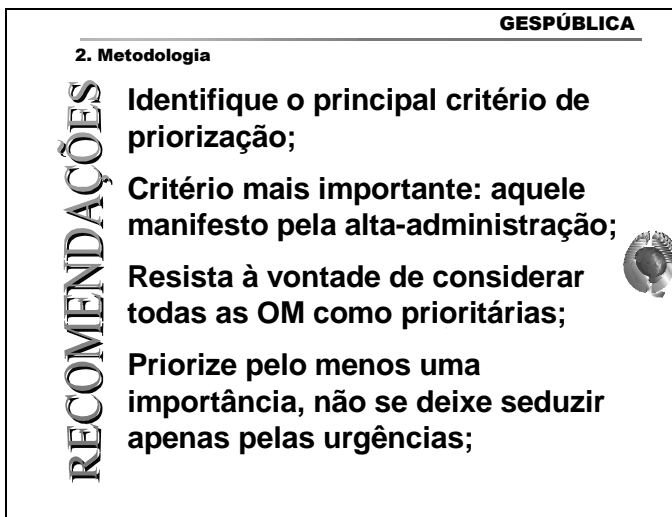 GESPÚBLICA
2. Metodologia
RECOMENDAÇÕES
Identifique o principal critério de
priorização;
Critério mais importante: aquele
manifesto pela alta-administração;
Resista à vontade de considerar
todas as OM como prioritárias;
Priorize pelo menos uma
importância, não se deixe seduzir
apenas pelas urgências;